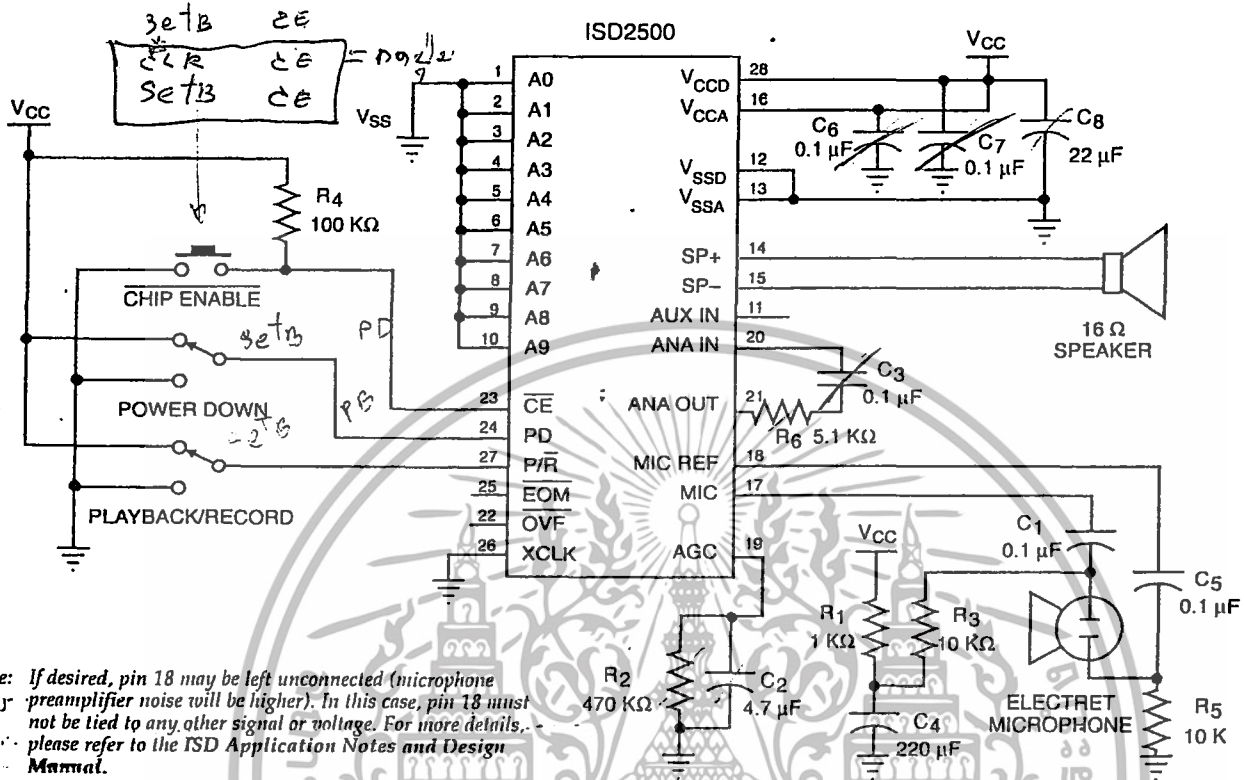 ISD2500
SetB CE
CLR CE
SetB CE
VCC
VSS
R4
100 KΩ
CHIP ENABLE
SetB
PD
POWER DOWN
PB
PLAYBACK/RECORD
1 A0
2 A1
3 A2
4 A3
5 A4
6 A5
7 A6
8 A7
9 A8
10 A9
23 CE
24 PD
27 P/R
25 EOM
22 OVF
26 XCLK
VCCD 28
VCCA 16
VSSD 12
VSSA 13
SP+ 14
SP– 15
AUX IN 11
ANA IN 20
ANA OUT 21
MIC REF 18
MIC 17
AGC 19
VCC
C6
0.1 µF
C7
0.1 µF
C8
22 µF
16 Ω
SPEAKER
C3
0.1 µF
R6 5.1 KΩ
C1
0.1 µF
C5
0.1 µF
VCC
R1
1 KΩ
R3
10 KΩ
R2
470 KΩ
C2
4.7 µF
C4
220 µF
ELECTRET
MICROPHONE
R5
10 K
e: If desired, pin 18 may be left unconnected (microphone
preamplifier noise will be higher). In this case, pin 18 must
not be tied to any other signal or voltage. For more details,
please refer to the ISD Application Notes and Design
Manual.